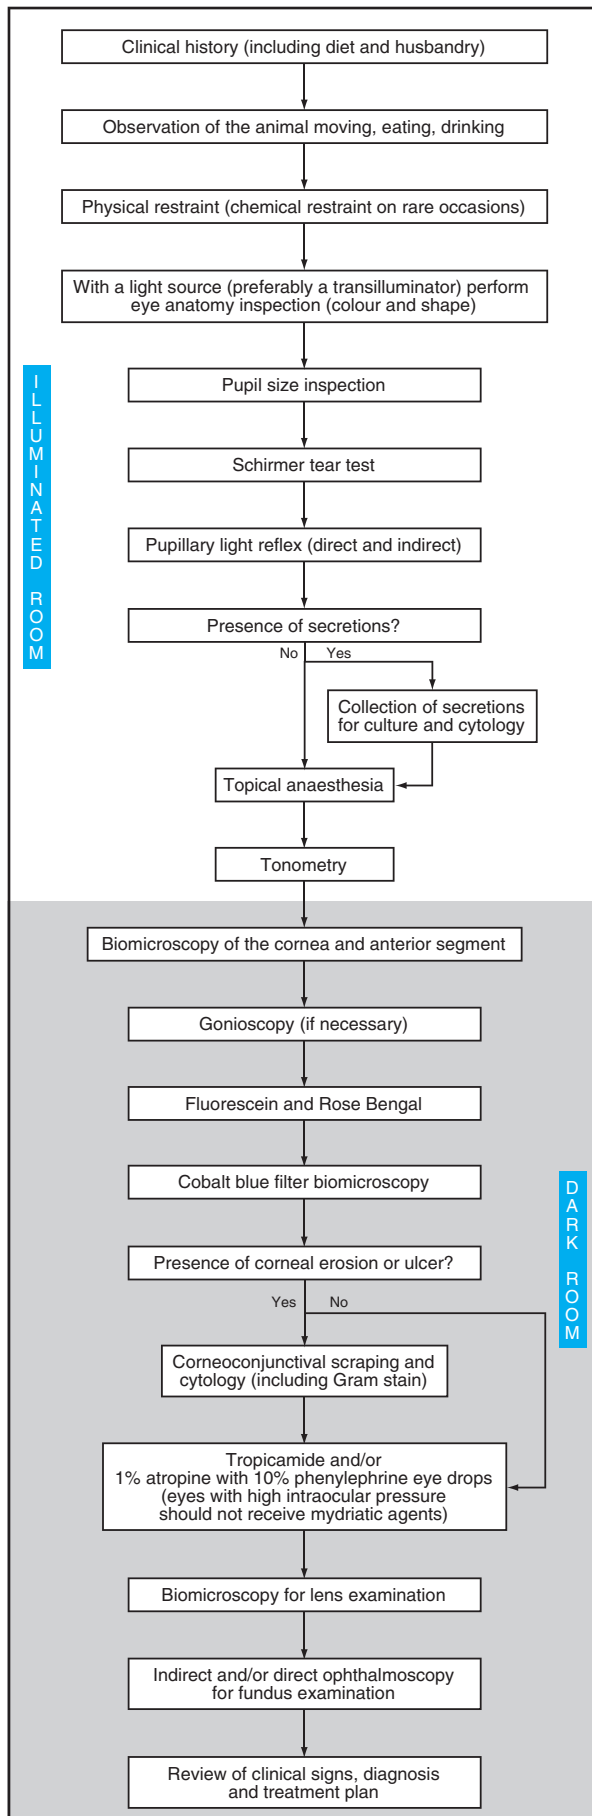 Clinical history (including diet and husbandry)
Observation of the animal moving, eating, drinking
Physical restraint (chemical restraint on rare occasions)
With a light source (preferably a transilluminator) perform
eye anatomy inspection (colour and shape)
ILLUMINATED ROOM
Pupil size inspection
Schirmer tear test
Pupillary light reflex (direct and indirect)
Presence of secretions?
No Yes
Collection of secretions
for culture and cytology
Topical anaesthesia
Tonometry
Biomicroscopy of the cornea and anterior segment
Gonioscopy (if necessary)
Fluorescein and Rose Bengal
Cobalt blue filter biomicroscopy
DARK ROOM
Presence of corneal erosion or ulcer?
Yes No
Corneoconjunctival scraping and
cytology (including Gram stain)
Tropicamide and/or
1% atropine with 10% phenylephrine eye drops
(eyes with high intraocular pressure
should not receive mydriatic agents)
Biomicroscopy for lens examination
Indirect and/or direct ophthalmoscopy
for fundus examination
Review of clinical signs, diagnosis
and treatment plan